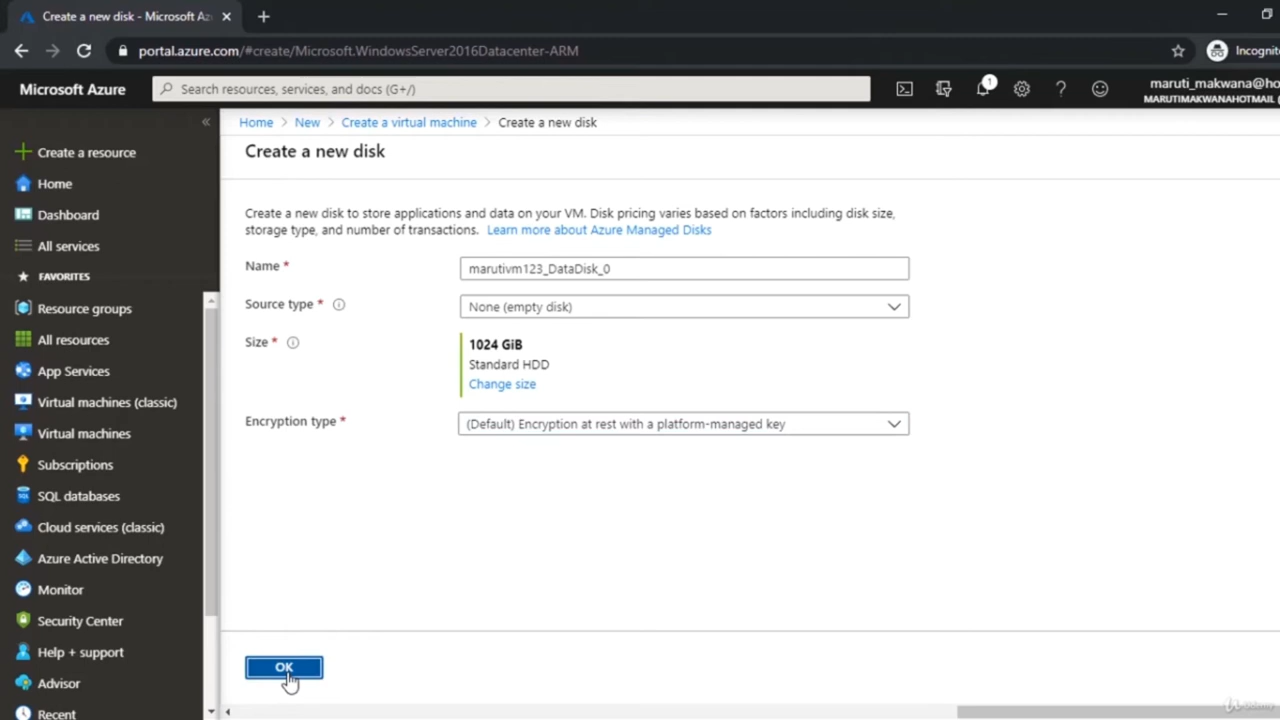 Create a new disk - Microsoft Az
portal.azure.com/#create/Microsoft.WindowsServer2016Datacenter-ARM
Incognito
Microsoft Azure
Search resources, services, and docs (G+/)
1
maruti_makwana@ho
MARUTIMAKWANAHOTMAIL (
Create a resource
Home
Dashboard
All services
FAVORITES
Resource groups
All resources
App Services
Virtual machines (classic)
Virtual machines
Subscriptions
SQL databases
Cloud services (classic)
Azure Active Directory
Monitor
Security Center
Help + support
Advisor
Recent
Home > New > Create a virtual machine > Create a new disk
Create a new disk
Create a new disk to store applications and data on your VM. Disk pricing varies based on factors including disk size,
storage type, and number of transactions. Learn more about Azure Managed Disks
Name *
marutivm123_DataDisk_0
Source type *
None (empty disk)
Size *
1024 GiB
Standard HDD
Change size
Encryption type *
(Default) Encryption at rest with a platform-managed key
OK
Udemy